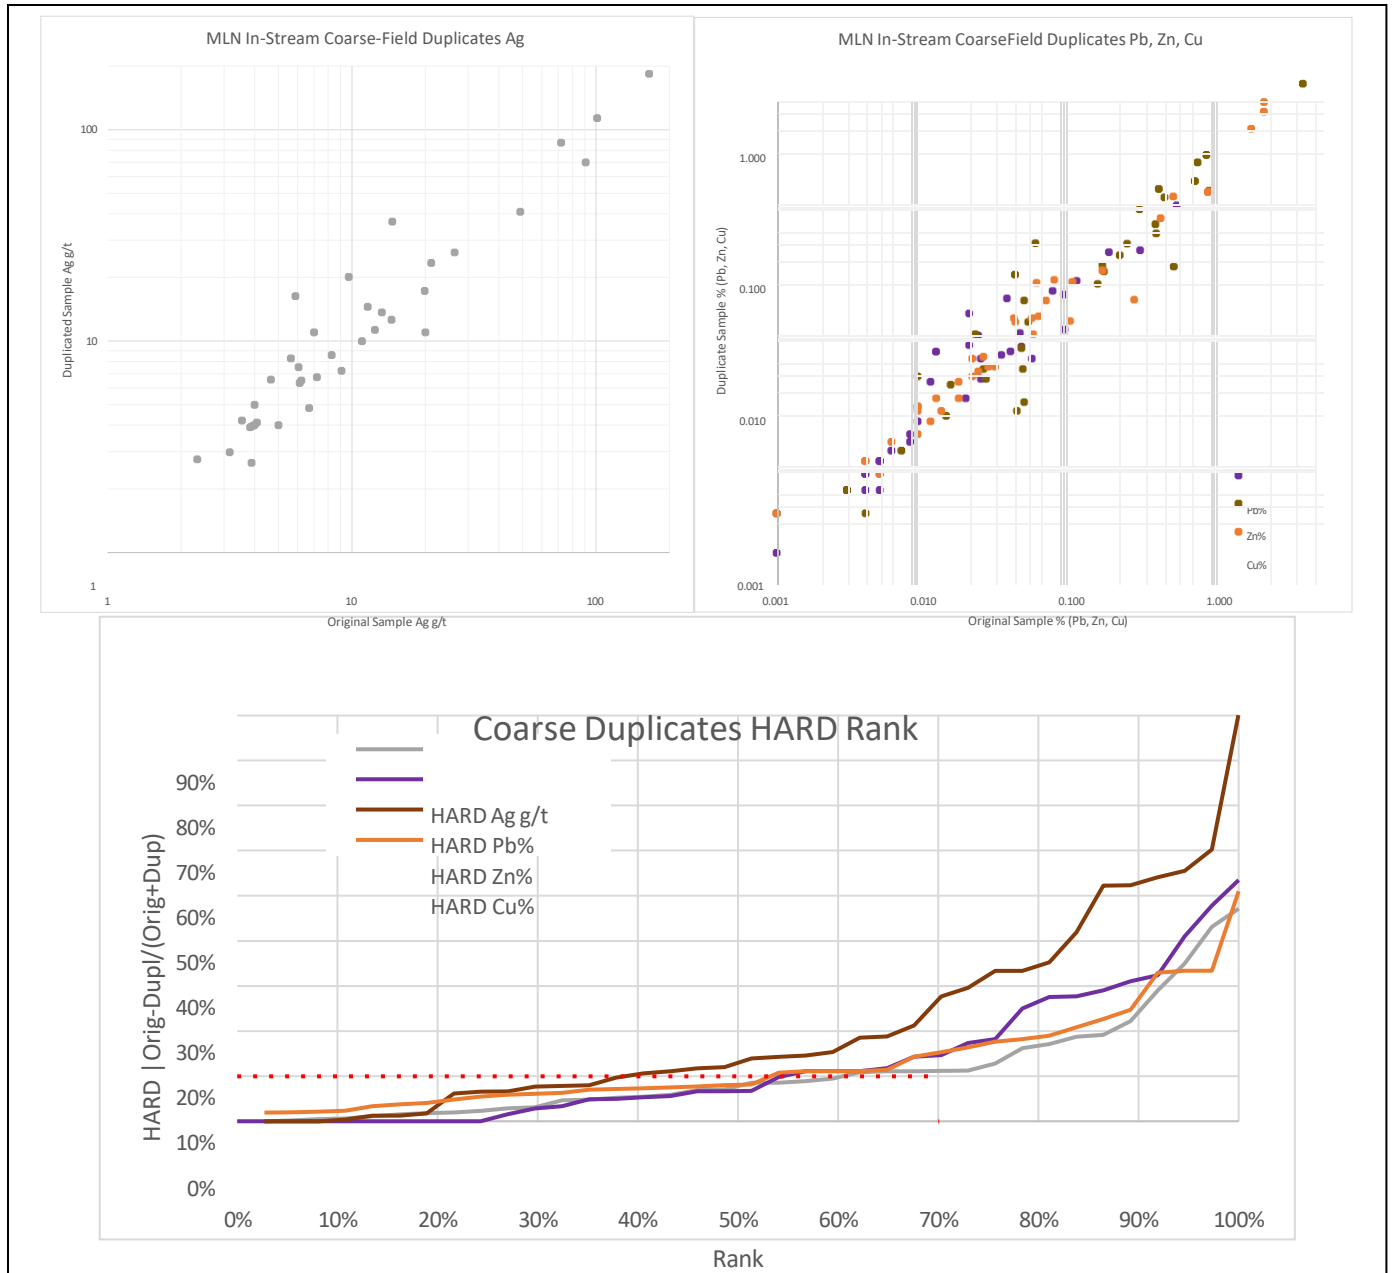 MLN In-Stream Coarse-Field Duplicates Ag
Duplicated Sample Ag g/t
100
10
1
1 10 100
Original Sample Ag g/t
MLN In-Stream CoarseField Duplicates Pb, Zn, Cu
Duplicate Sample % (Pb, Zn, Cu)
1.000
0.100
0.010
0.001
Pb%
Zn%
Cu%
0.001 0.010 0.100 1.000
Original Sample % (Pb, Zn, Cu)
Coarse Duplicates HARD Rank
HARD | Orig-Dupl/(Orig+Dup)
90%
80%
70%
60%
50%
40%
30%
20%
10%
0%
HARD Ag g/t
HARD Pb%
HARD Zn%
HARD Cu%
0% 10% 20% 30% 40% 50% 60% 70% 80% 90% 100%
Rank